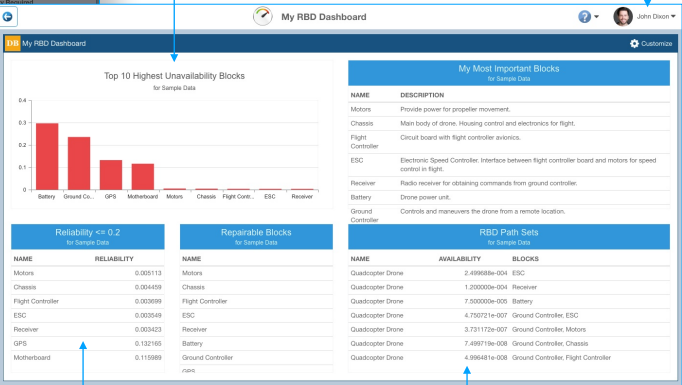 My RBD Dashboard
?
John Dixon
DB My RBD Dashboard
Customize
Top 10 Highest Unavailability Blocks
for Sample Data
0.4
0.3
0.2
0.1
0
Battery Ground Co... GPS Motherboard Motors Chassis Flight Contr... ESC Receiver
My Most Important Blocks
for Sample Data
NAME DESCRIPTION
Motors Provide power for propeller movement.
Chassis Main body of drone. Housing control and electronics for flight.
Flight Circuit board with flight controller avionics.
Controller
ESC Electronic Speed Controller. Interface between flight controller board and motors for speed
control in flight.
Receiver Radio receiver for obtaining commands from ground controller.
Battery Drone power unit.
Ground Controls and maneuvers the drone from a remote location.
Controller
Reliability <= 0.2
for Sample Data
NAME RELIABILITY
Motors 0.005113
Chassis 0.004459
Flight Controller 0.003699
ESC 0.003549
Receiver 0.003423
GPS 0.132165
Motherboard 0.115989
Repairable Blocks
for Sample Data
NAME
Motors
Chassis
Flight Controller
ESC
Receiver
Battery
Ground Controller
GPS
RBD Path Sets
for Sample Data
NAME AVAILABILITY BLOCKS
Quadcopter Drone 2.499688e-004 ESC
Quadcopter Drone 1.200000e-004 Receiver
Quadcopter Drone 7.500000e-005 Battery
Quadcopter Drone 4.750721e-007 Ground Controller, ESC
Quadcopter Drone 3.731172e-007 Ground Controller, Motors
Quadcopter Drone 7.499719e-008 Ground Controller, Chassis
Quadcopter Drone 4.996481e-008 Ground Controller, Flight Controller